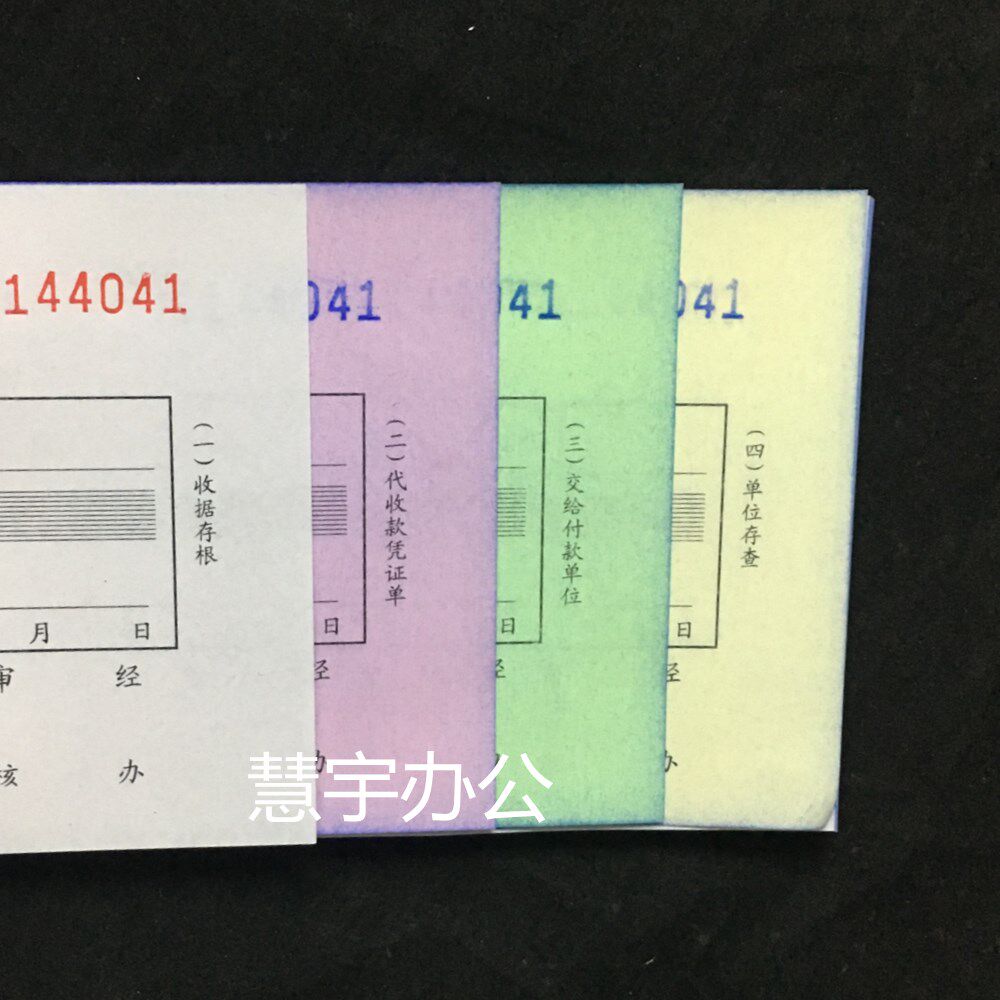 144041
041
041
041
（一）收据存根
（二）代收款凭证单
（三）交给付款单位
（四）单位存查
月 日
日
日
日
审 经
经
经
经
核 办
办
办
慧宇办公